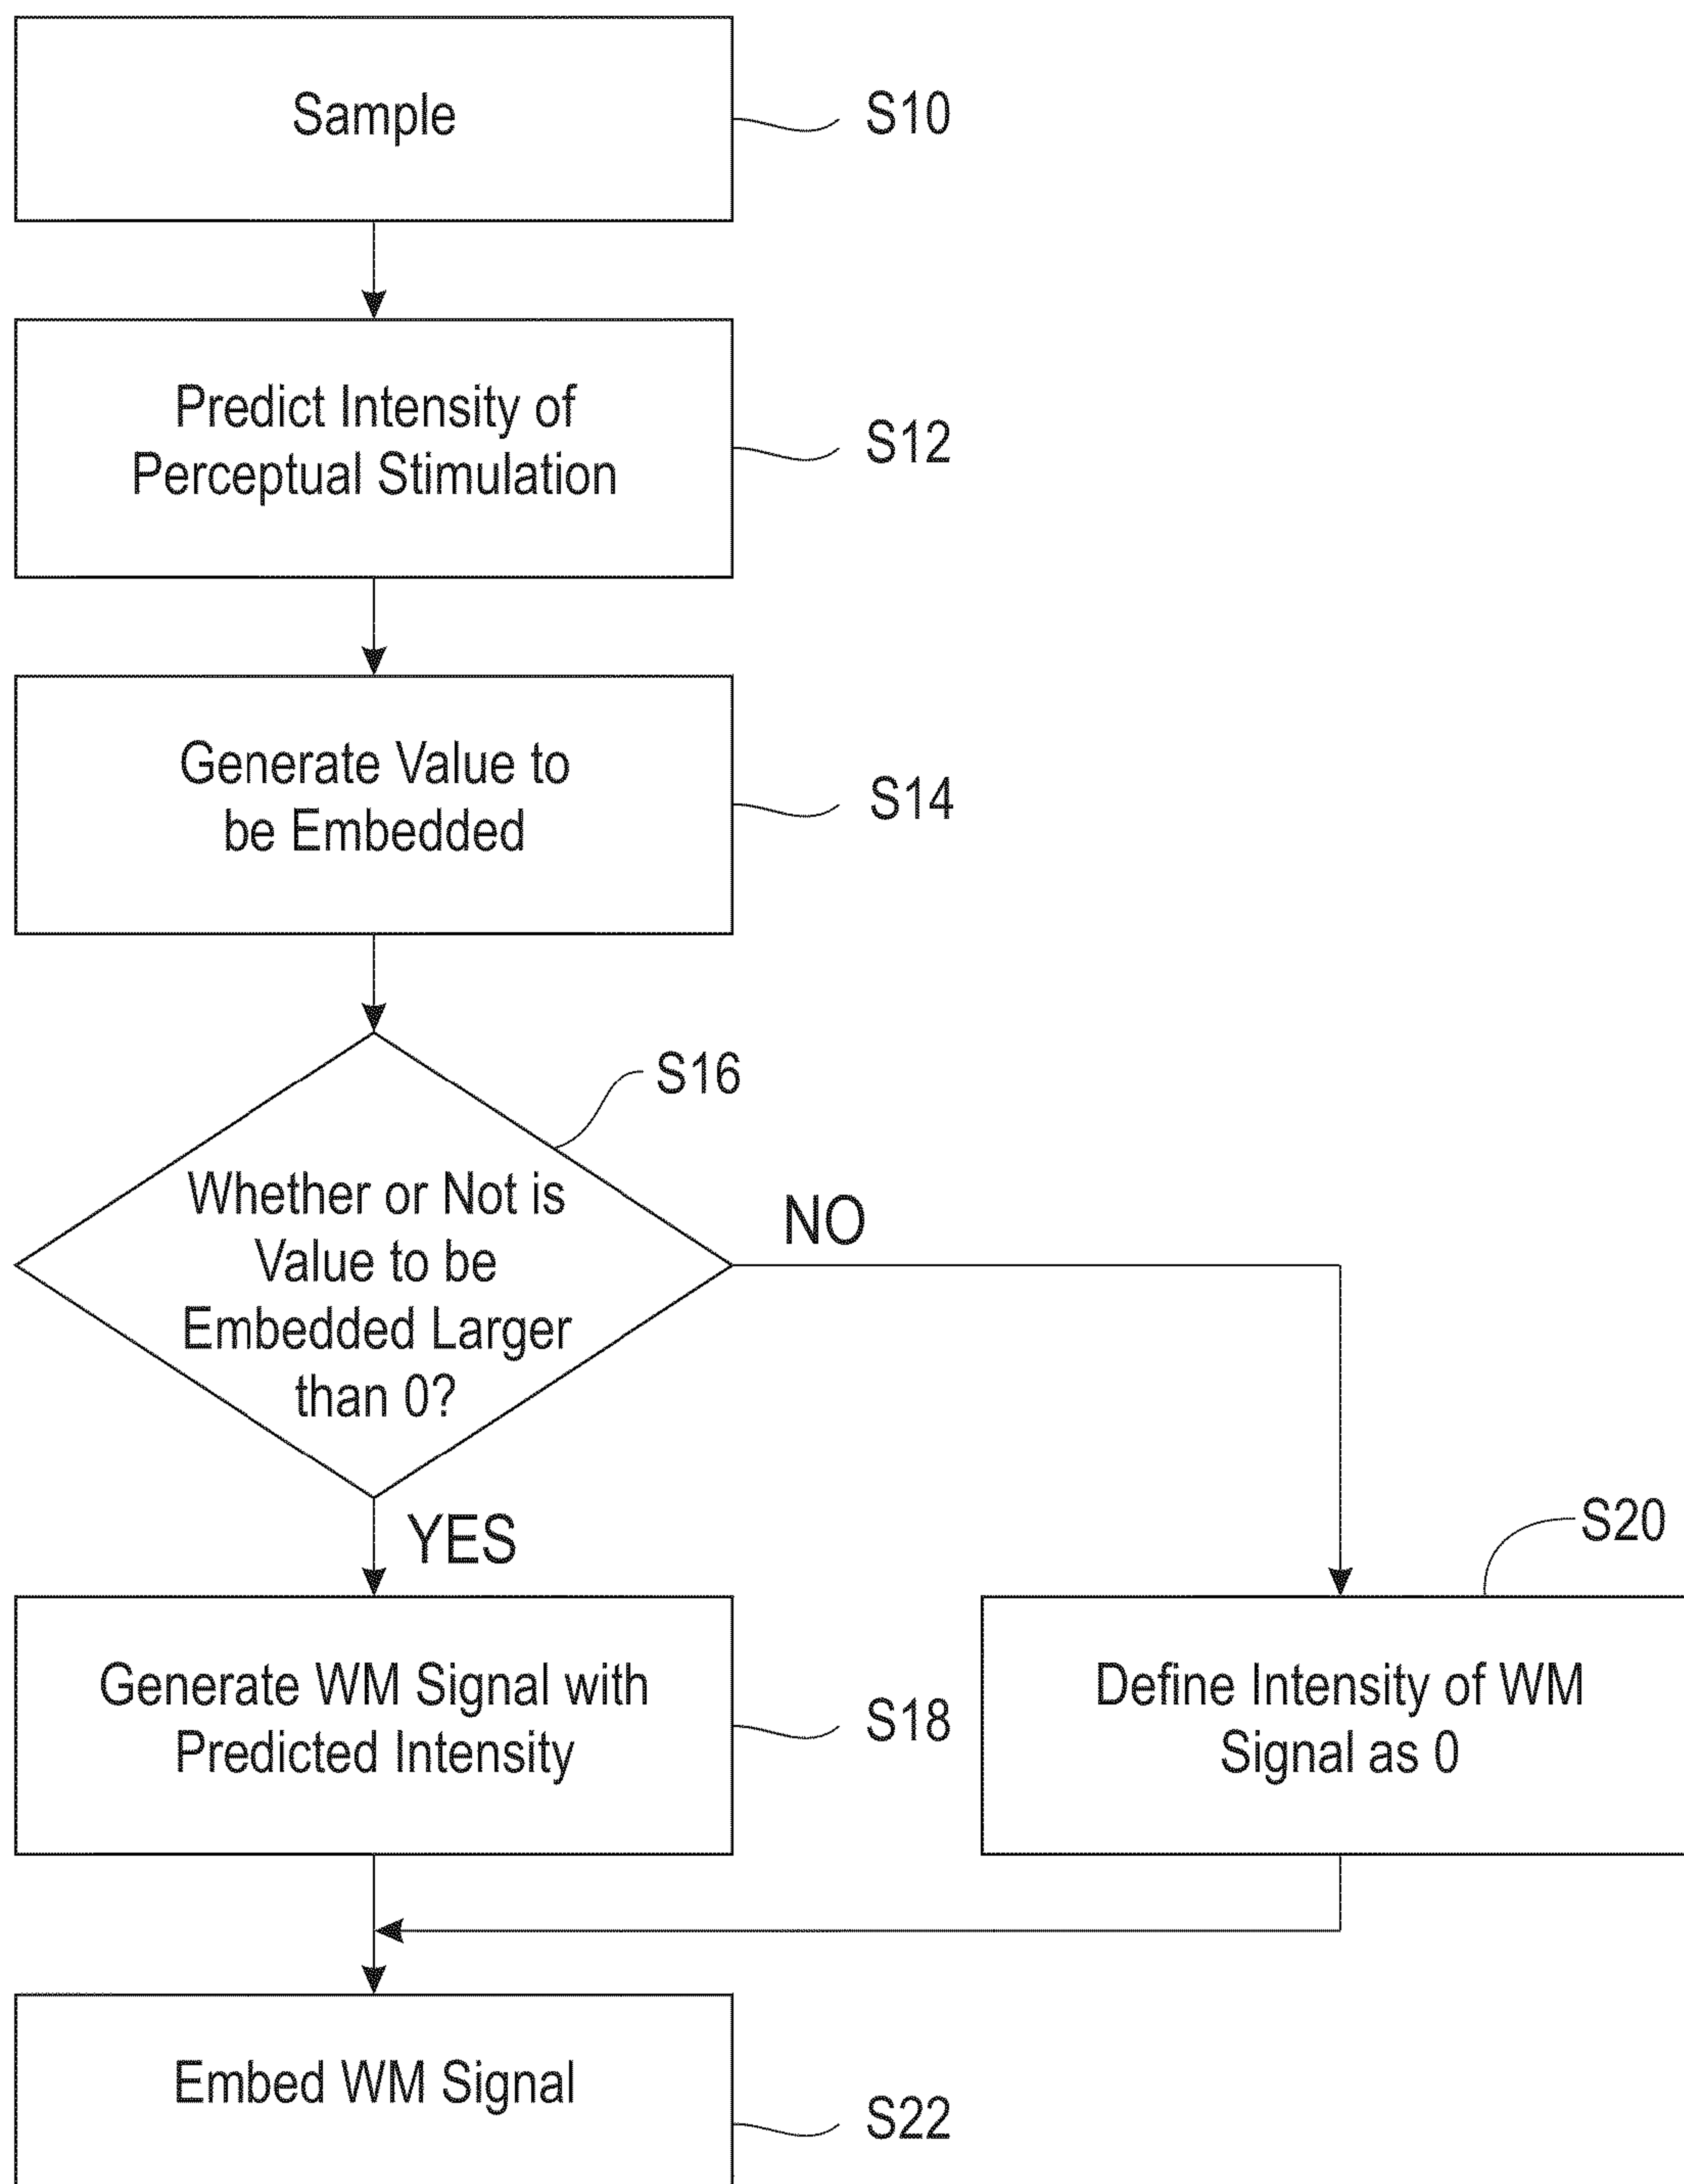 Sample
S10
Predict Intensity of
Perceptual Stimulation
S12
Generate Value to
be Embedded
S14
S16
Whether or Not is
Value to be
Embedded Larger
than 0?
NO
YES
S20
Generate WM Signal with
Predicted Intensity
S18
Define Intensity of WM
Signal as 0
Embed WM Signal
S22